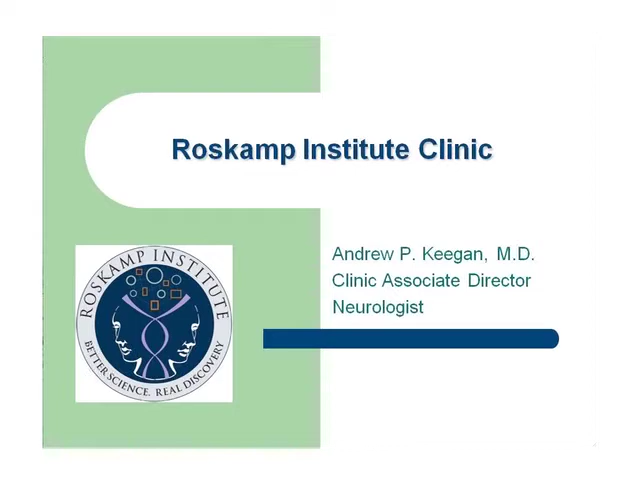 Roskamp Institute Clinic
Andrew P. Keegan, M.D.
Clinic Associate Director
Neurologist
ROSKAMP INSTITUTE
BETTER SCIENCE. REAL DISCOVERY